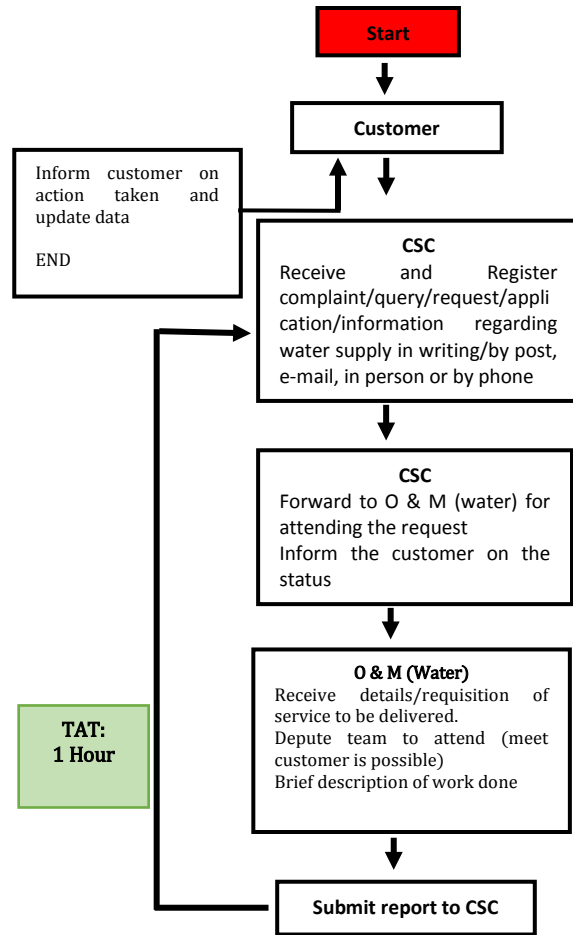 Start
Customer
Inform customer on
action taken and
update data
END
CSC
Receive and Register
complaint/query/request/appli
cation/information regarding
water supply in writing/by post,
e-mail, in person or by phone
CSC
Forward to O & M (water) for
attending the request
Inform the customer on the
status
O & M (Water)
Receive details/requisition of
service to be delivered.
Depute team to attend (meet
customer is possible)
Brief description of work done
TAT:
1 Hour
Submit report to CSC